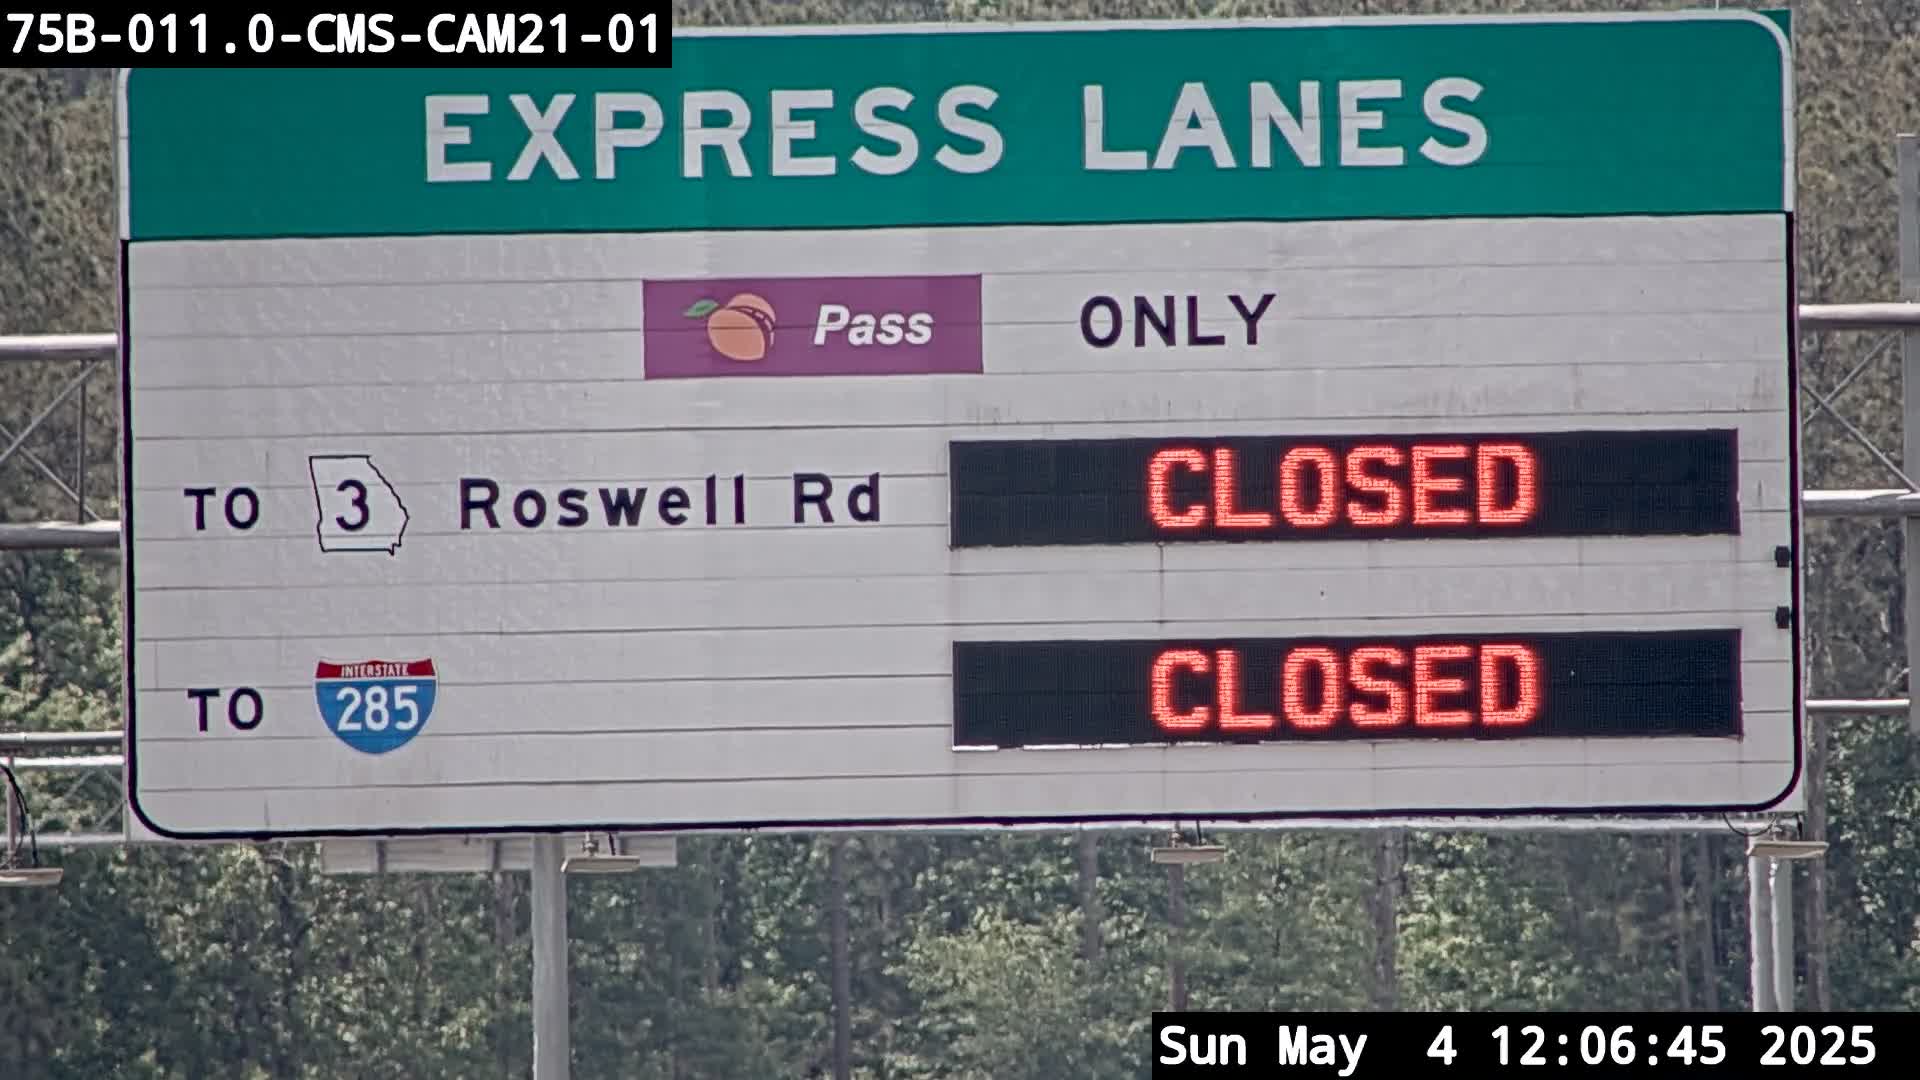 75B-011.0-CMS-CAM21-01
EXPRESS LANES
Pass ONLY
TO 3 Roswell Rd CLOSED
INTERSTATE
TO 285 CLOSED
Sun May 4 12:06:45 2025